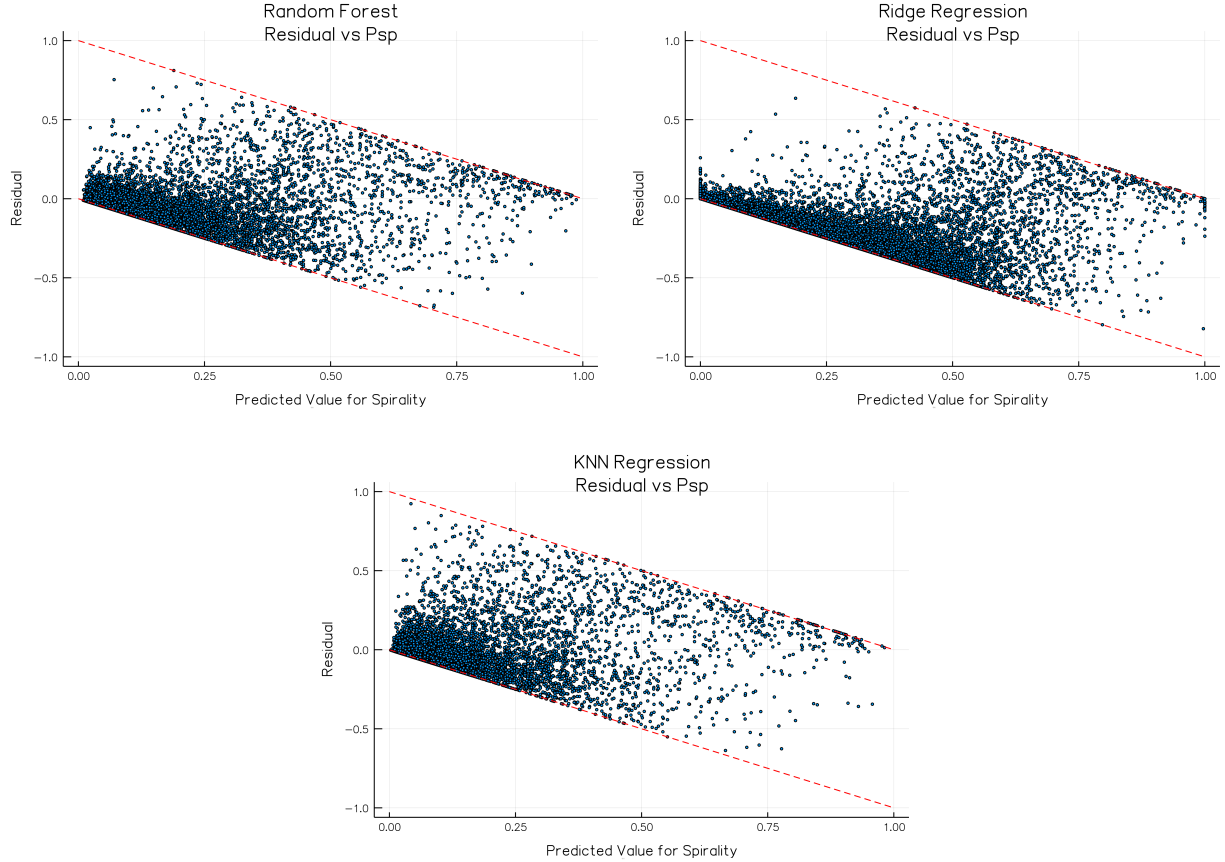 Random Forest
Residual vs Psp
1.0
0.5
0.0
−0.5
−1.0
Residual
0.00
0.25
0.50
0.75
1.00
Predicted Value for Spirality
Ridge Regression
Residual vs Psp
1.0
0.5
0.0
−0.5
−1.0
Residual
0.00
0.25
0.50
0.75
1.00
Predicted Value for Spirality
KNN Regression
Residual vs Psp
1.0
0.5
0.0
−0.5
−1.0
Residual
0.00
0.25
0.50
0.75
1.00
Predicted Value for Spirality